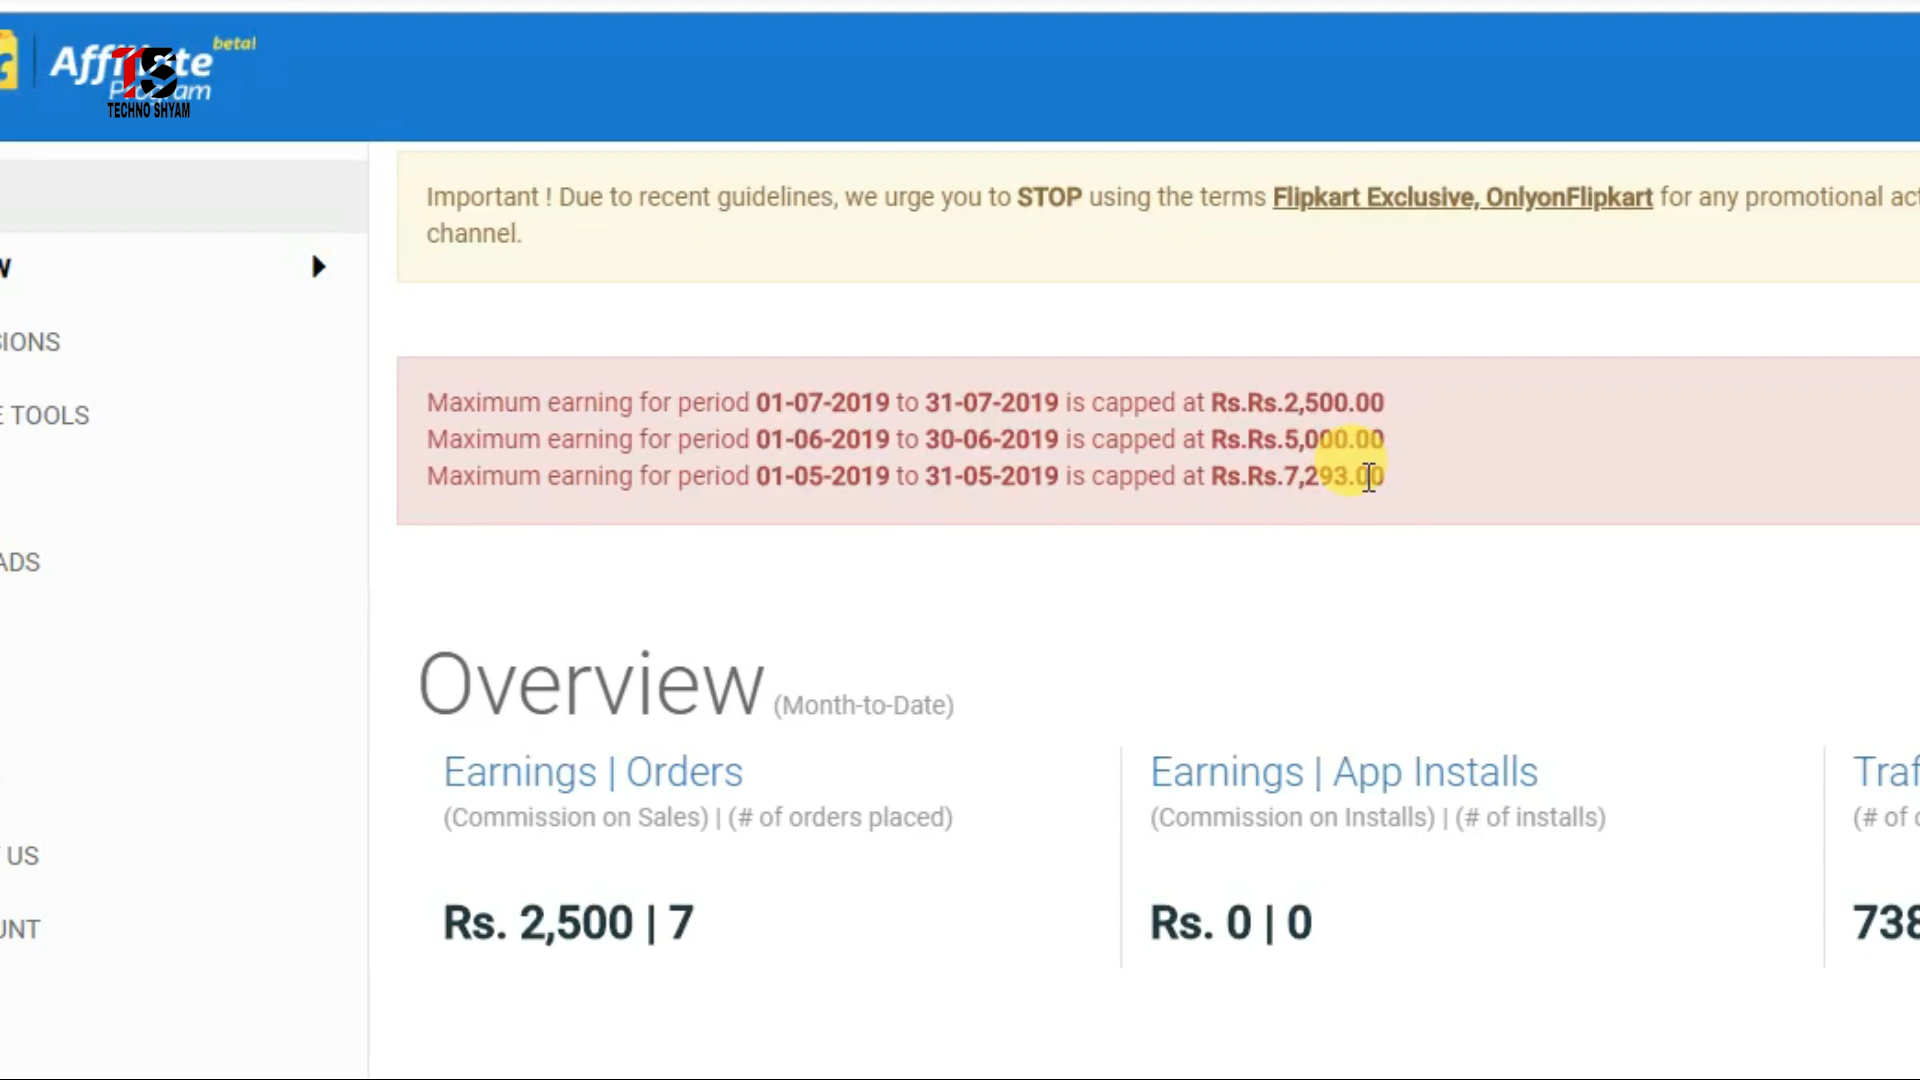 Affiliate beta!
Program
TS
TECHNO SHYAM
Important ! Due to recent guidelines, we urge you to STOP using the terms Flipkart Exclusive, OnlyonFlipkart for any promotional
channel.
TOOLS
US
Maximum earning for period 01-07-2019 to 31-07-2019 is capped at Rs.Rs.2,500.00
Maximum earning for period 01-06-2019 to 30-06-2019 is capped at Rs.Rs.5,000.00
Maximum earning for period 01-05-2019 to 31-05-2019 is capped at Rs.Rs.7,293.00
Overview (Month-to-Date)
Earnings | Orders
(Commission on Sales) | (# of orders placed)
Rs. 2,500 | 7
Earnings | App Installs
(Commission on Installs) | (# of installs)
Rs. 0 | 0
(# of
738